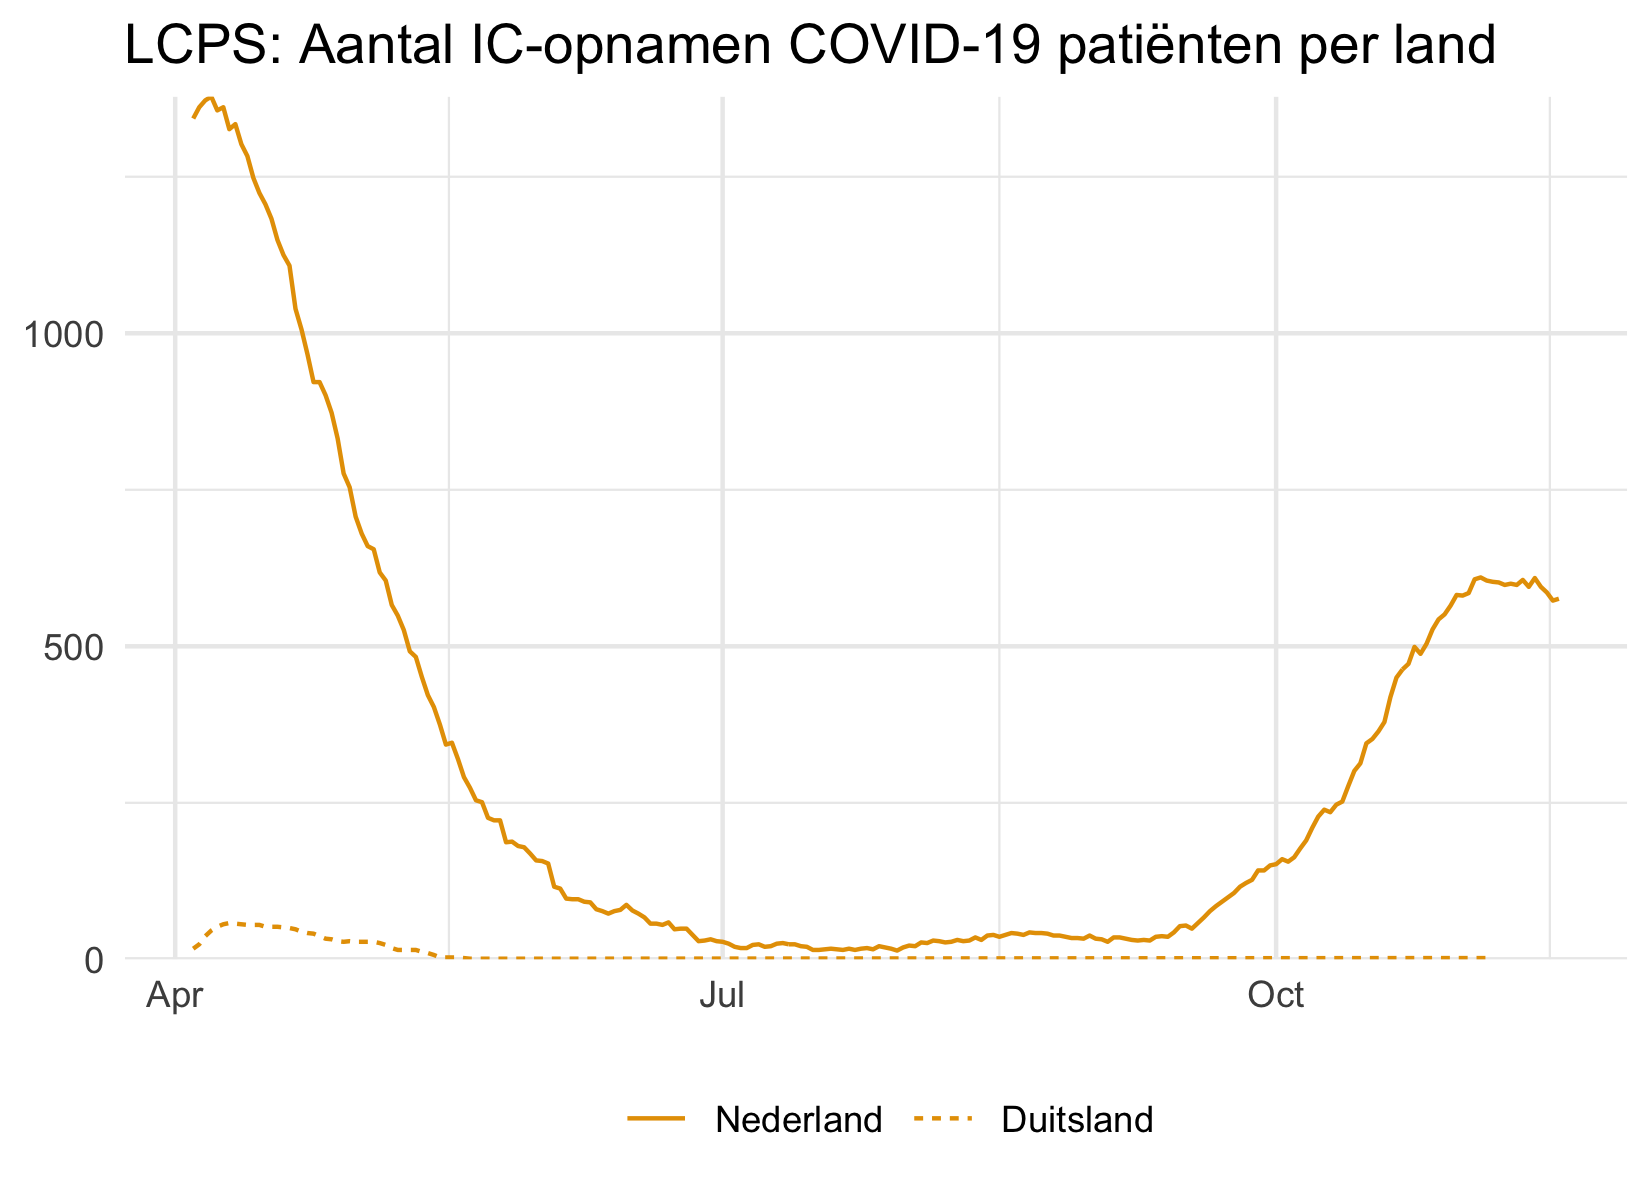 LCPS: Aantal IC-opnamen COVID-19 patiënten per land
1000
500
0
Apr Jul Oct
Nederland Duitsland